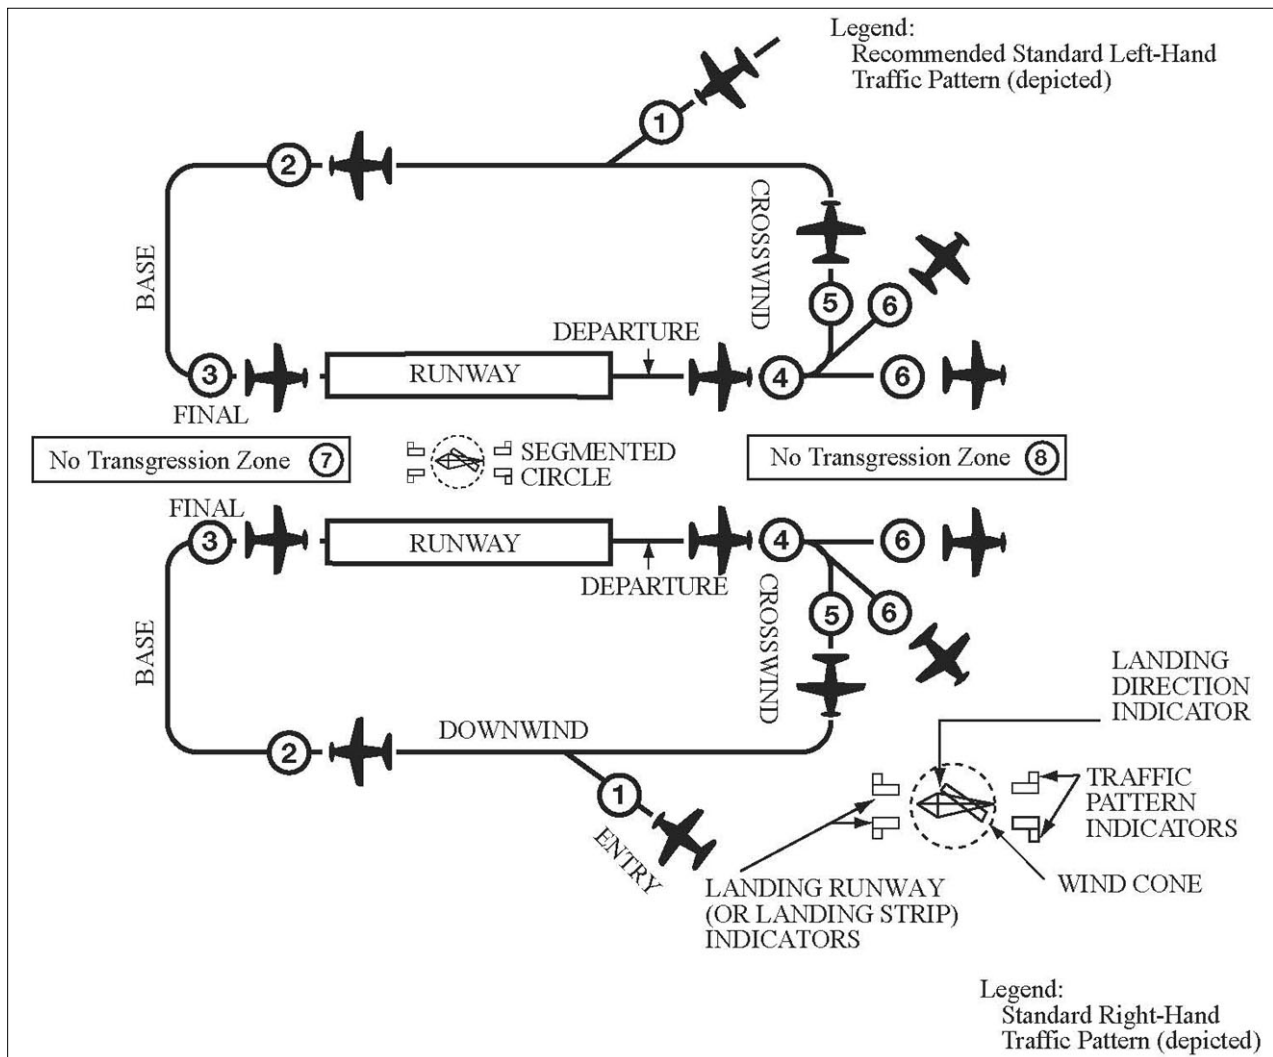 Legend:
Recommended Standard Left-Hand
Traffic Pattern (depicted)
1
2
CROSSWIND
BASE
5
6
DEPARTURE
3
RUNWAY
4
6
FINAL
No Transgression Zone 7
SEGMENTED
CIRCLE
No Transgression Zone 8
FINAL
3
RUNWAY
4
6
DEPARTURE
CROSSWIND
BASE
5
6
2
DOWNWIND
1
ENTRY
LANDING
DIRECTION
INDICATOR
TRAFFIC
PATTERN
INDICATORS
WIND CONE
LANDING RUNWAY
(OR LANDING STRIP)
INDICATORS
Legend:
Standard Right-Hand
Traffic Pattern (depicted)